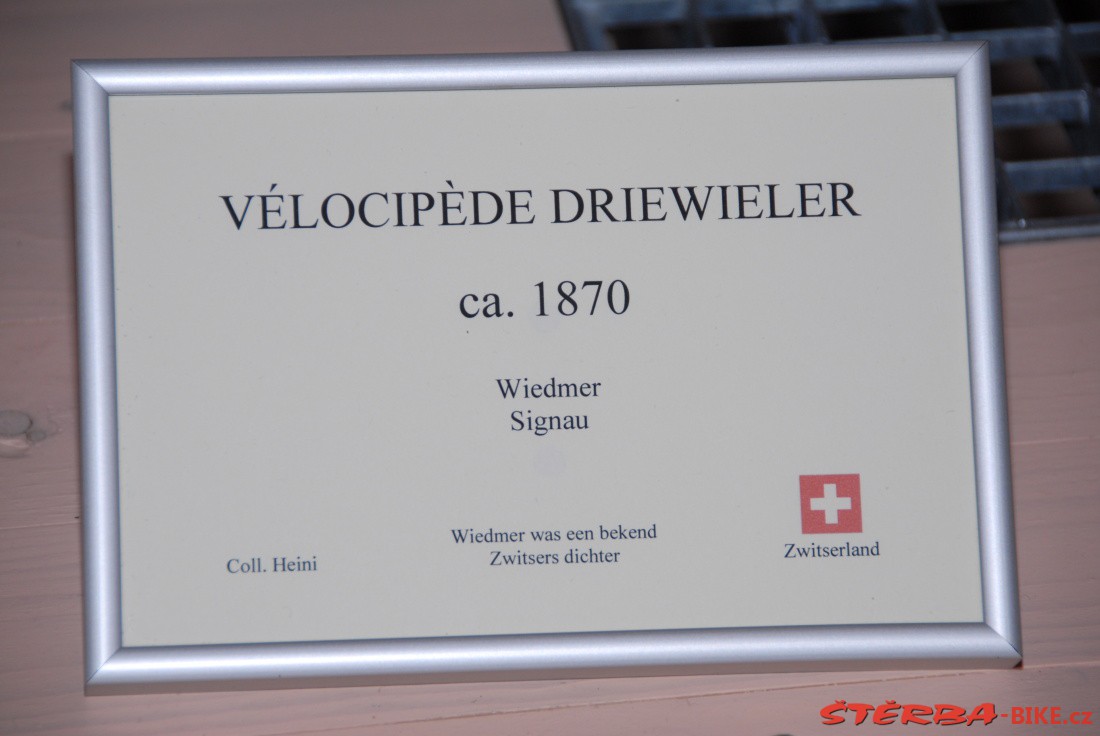 VÉLOCIPÈDE DRIEWIELER
ca. 1870
Wiedmer
Signau
Wiedmer was een bekend
Zwitsers dichter
Coll. Heini
Zwitserland
ŠTĚRBA-BIKE.cz